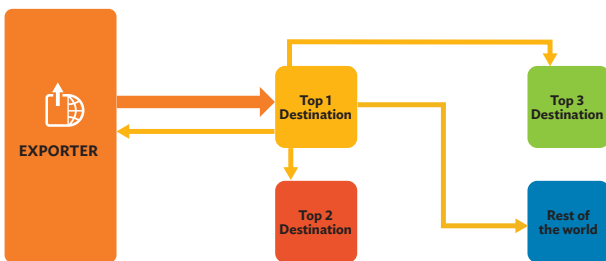 EXPORTER
Top 1
Destination
Top 2
Destination
Top 3
Destination
Rest of
the world